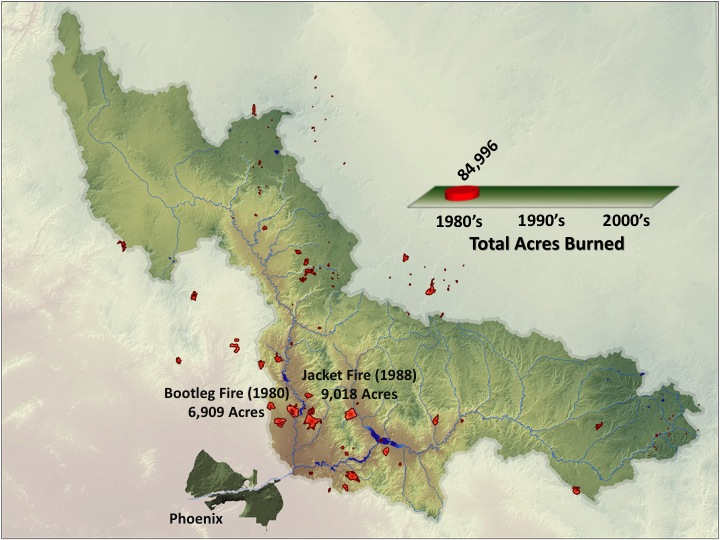 84,996
1980's 1990's 2000's
Total Acres Burned
Jacket Fire (1988)
9,018 Acres
Bootleg Fire (1980)
6,909 Acres
Phoenix